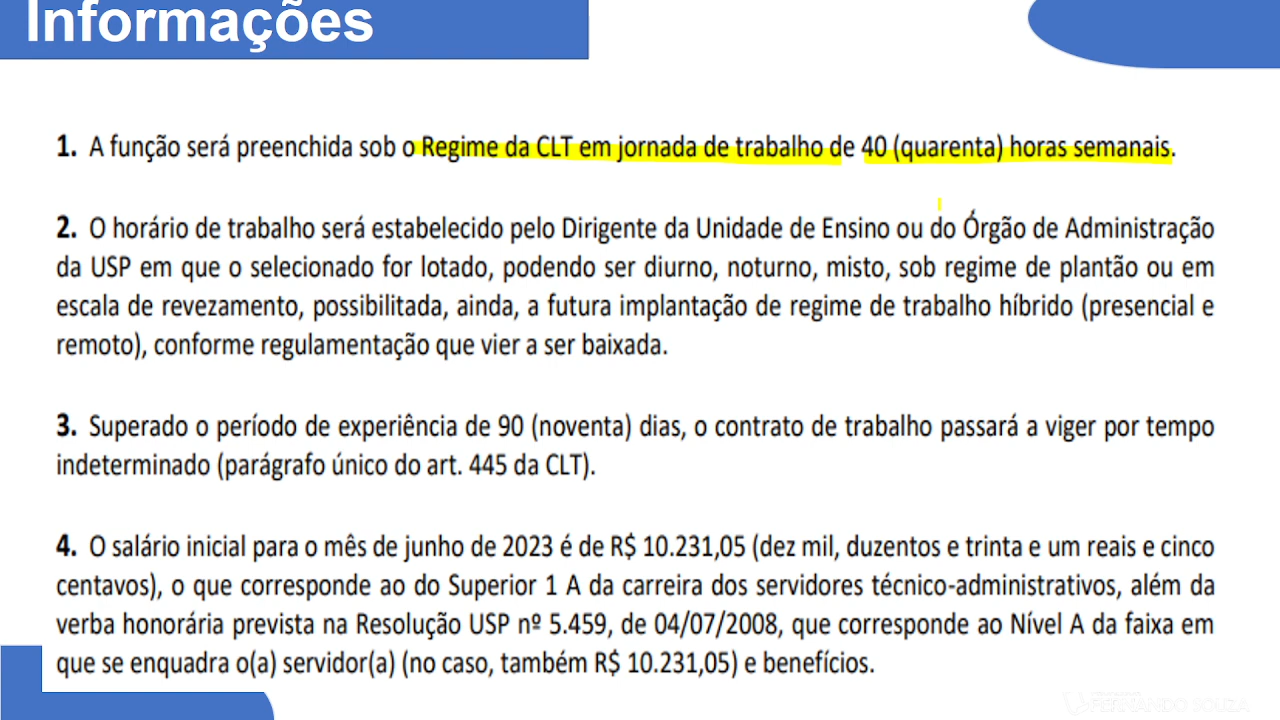 Informações
1. A função será preenchida sob o Regime da CLT em jornada de trabalho de 40 (quarenta) horas semanais.
2. O horário de trabalho será estabelecido pelo Dirigente da Unidade de Ensino ou do Órgão de Administração
da USP em que o selecionado for lotado, podendo ser diurno, noturno, misto, sob regime de plantão ou em
escala de revezamento, possibilitada, ainda, a futura implantação de regime de trabalho híbrido (presencial e
remoto), conforme regulamentação que vier a ser baixada.
3. Superado o período de experiência de 90 (noventa) dias, o contrato de trabalho passará a viger por tempo
indeterminado (parágrafo único do art. 445 da CLT).
4. O salário inicial para o mês de junho de 2023 é de R$ 10.231,05 (dez mil, duzentos e trinta e um reais e cinco
centavos), o que corresponde ao do Superior 1 A da carreira dos servidores técnico-administrativos, além da
verba honorária prevista na Resolução USP nº 5.459, de 04/07/2008, que corresponde ao Nível A da faixa em
que se enquadra o(a) servidor(a) (no caso, também R$ 10.231,05) e benefícios.
FERNANDO SOUZA